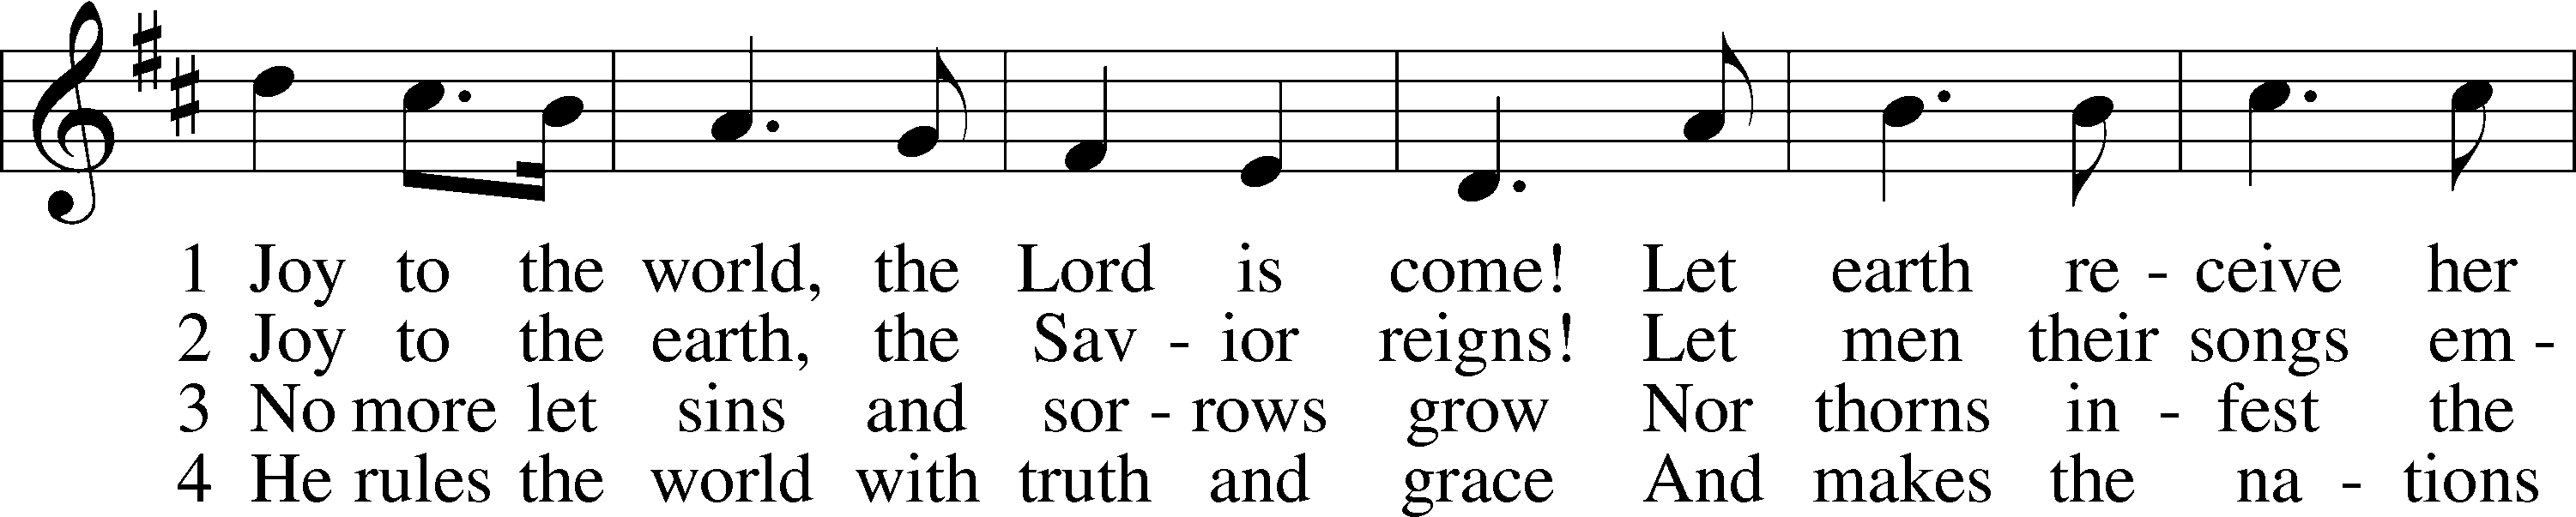 1 Joy to the world, the Lord is come! Let earth re - ceive her
2 Joy to the earth, the Sav - ior reigns! Let men their songs em -
3 No more let sins and sor - rows grow Nor thorns in - fest the
4 He rules the world with truth and grace And makes the na - tions